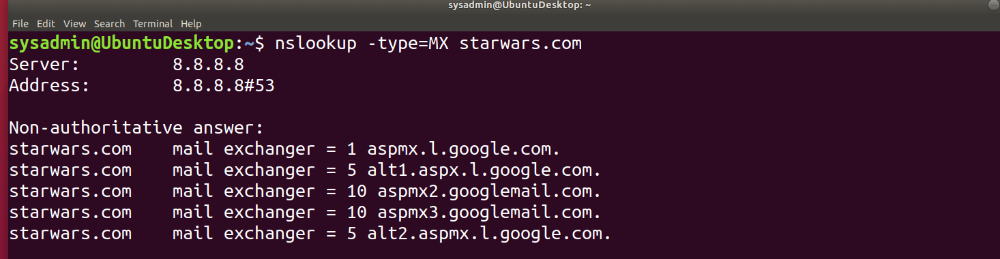 sysadmin@UbuntuDesktop: ~
File Edit View Search Terminal Help
sysadmin@UbuntuDesktop:~$ nslookup -type=MX starwars.com
Server: 8.8.8.8
Address: 8.8.8.8#53
Non-authoritative answer:
starwars.com mail exchanger = 1 aspmx.l.google.com.
starwars.com mail exchanger = 5 alt1.aspx.l.google.com.
starwars.com mail exchanger = 10 aspmx2.googlemail.com.
starwars.com mail exchanger = 10 aspmx3.googlemail.com.
starwars.com mail exchanger = 5 alt2.aspmx.l.google.com.